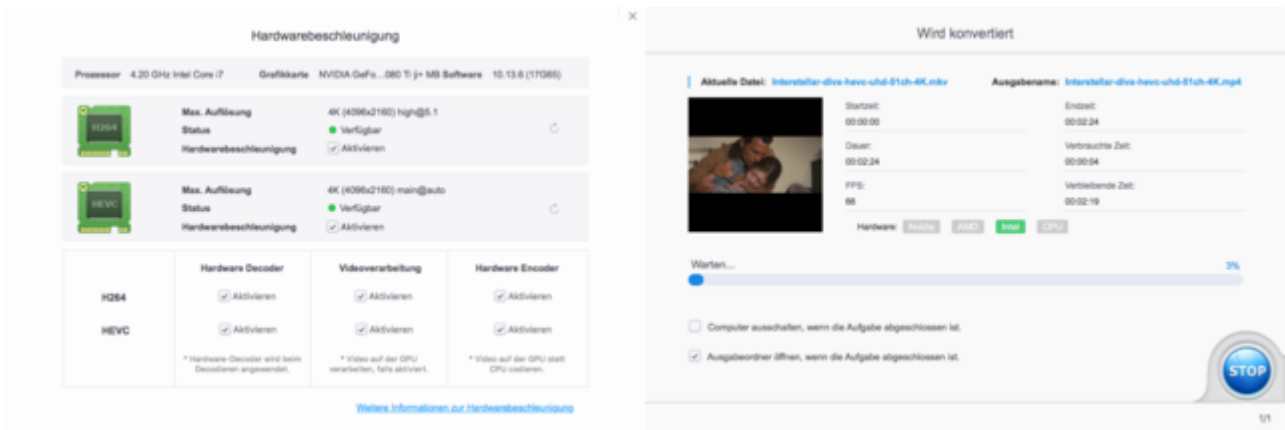 Hardwarebeschleunigung
Prozessor 4.20 GHz Intel Core i7 Grafikkarte NVIDIA GeFo...080 Ti j+ MB Software 10.13.6 (17G65)
H264
Max. Auflösung 4K (4096x2160) high@5.1
Status Verfügbar
Hardwarebeschleunigung Aktivieren
HEVC
Max. Auflösung 4K (4096x2160) main@auto
Status Verfügbar
Hardwarebeschleunigung Aktivieren
Hardware Decoder Videoverarbeitung Hardware Encoder
H264 Aktivieren Aktivieren Aktivieren
HEVC Aktivieren Aktivieren Aktivieren
* Hardware-Decoder wird beim Decodieren angewendet.
* Video auf der GPU verarbeiten, falls aktiviert.
* Video auf der GPU statt CPU codieren.
Weitere Informationen zur Hardwarebeschleunigung
Wird konvertiert
Aktuelle Datei: Interstellar-divx-hevc-uhd-51ch-4K.mkv Ausgabename: Interstellar-divx-hevc-uhd-51ch-4K.mp4
Startzeit: Endzeit:
00:00:00 00:02:24
Dauer: Verbrauchte Zeit:
00:02:24 00:00:04
FPS: Verbleibende Zeit:
66 00:02:19
Hardware: Nvidia AMD Intel CPU
Warten... 3%
Computer ausschalten, wenn die Aufgabe abgeschlossen ist.
Ausgabeordner öffnen, wenn die Aufgabe abgeschlossen ist.
STOP
1/1